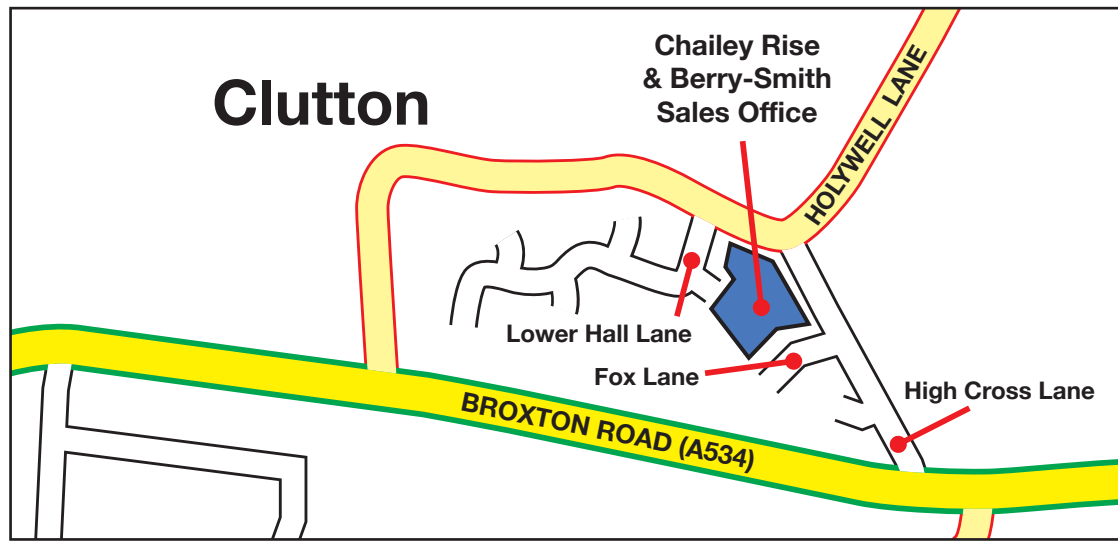 Clutton
Chailey Rise
& Berry-Smith
Sales Office
HOLYWELL LANE
Lower Hall Lane
Fox Lane
High Cross Lane
BROXTON ROAD (A534)